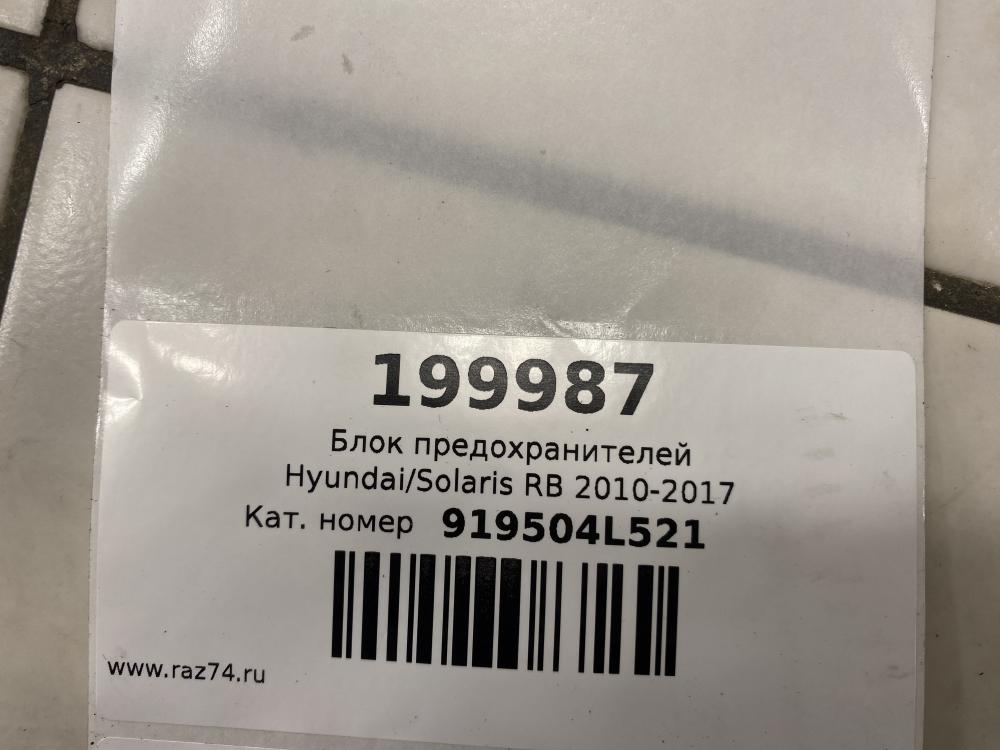 199987
Блок предохранителей
Hyundai/Solaris RB 2010-2017
Кат. номер 919504L521
www.raz74.ru